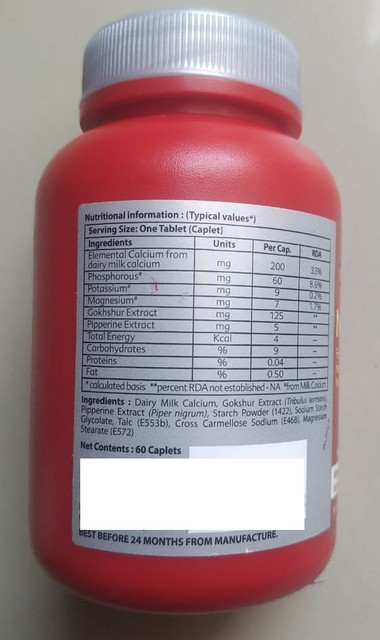 Nutritional information : (Typical values*)
Serving Size: One Tablet (Caplet)
Ingredients Units Per Cap. RDA
Elemental Calcium from
dairy milk calcium mg 200 33%
Phosphorous# mg 60 8.6%
Potassium# mg 9 0.2%
Magnesium# mg 7 1.7%
Gokhshur Extract mg 125 **
Pipperine Extract mg 5 **
Total Energy Kcal 4 –
Carbohydrates % 9 –
Proteins % 0.04 –
Fat % 0.50 –
*calculated basis **percent RDA not established - NA #from Milk Calcium
Ingredients : Dairy Milk Calcium, Gokshur Extract (Tribulus terrestris),
Pipperine Extract (Piper nigrum), Starch Powder (1422), Sodium Starch
Glycolate, Talc (E553b), Cross Carmellose Sodium (E468), Magnesium
Stearate (E572)
Net Contents : 60 Caplets
BEST BEFORE 24 MONTHS FROM MANUFACTURE.